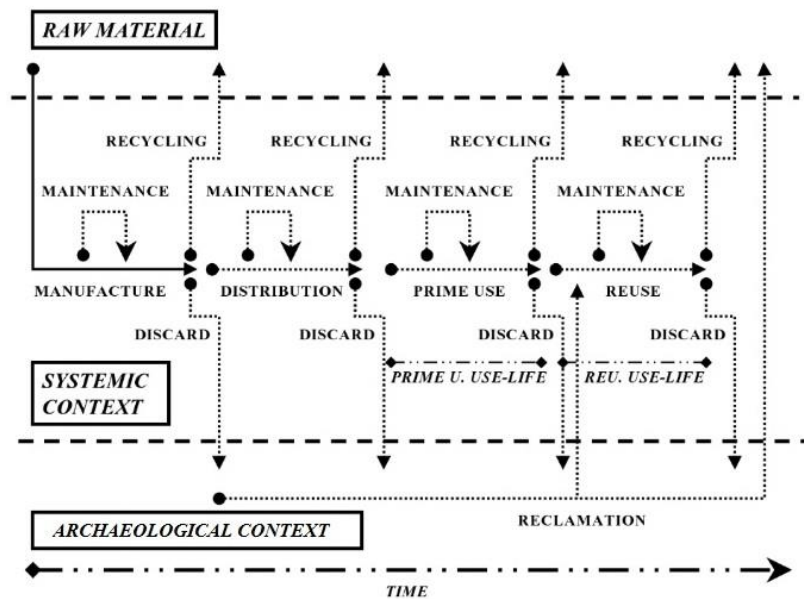 RAW MATERIAL
RECYCLING RECYCLING RECYCLING RECYCLING
MAINTENANCE MAINTENANCE MAINTENANCE MAINTENANCE
MANUFACTURE DISTRIBUTION PRIME USE REUSE
DISCARD DISCARD DISCARD DISCARD
SYSTEMIC
CONTEXT
PRIME U. USE-LIFE REU. USE-LIFE
RECLAMATION
ARCHAEOLOGICAL CONTEXT
TIME